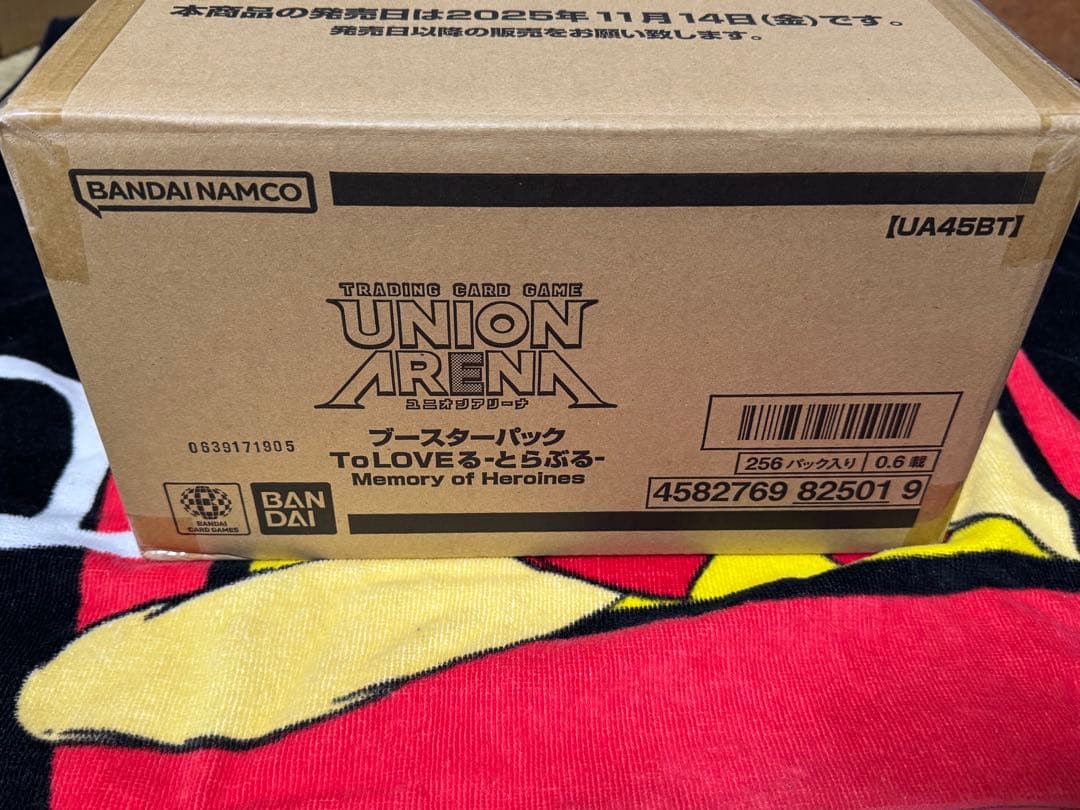 本商品の発売日は2025年11月14日(金)です。
発売日以降の販売をお願い致します。
BANDAI NAMCO
【UA45BT】
TRADING CARD GAME
UNION
ARENA
ユニオンアリーナ
ブースターパック
ToLOVEる-とらぶる-
Memory of Heroines
0639171905
256 パック入り 0.6 載
4582769 82501 9
BANDAI
CARD GAMES
BAN
DAI